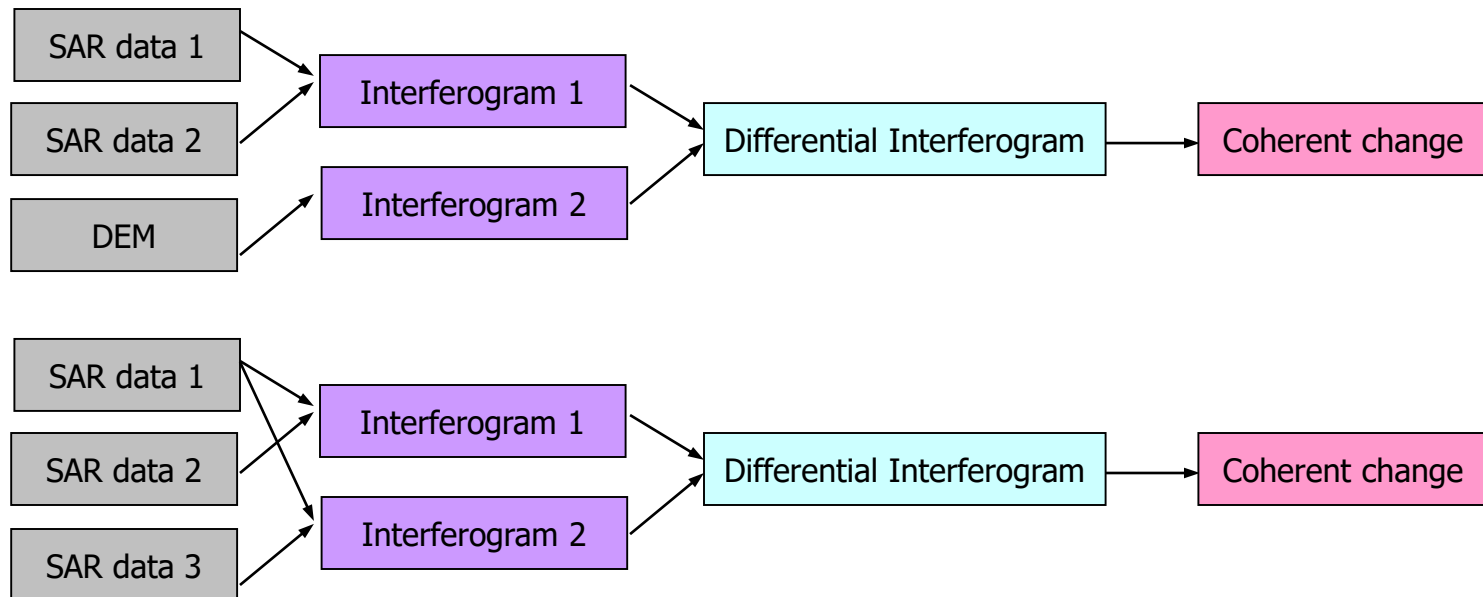 SAR data 1
SAR data 2
DEM
Interferogram 1
Interferogram 2
Differential Interferogram
Coherent change
SAR data 1
SAR data 2
SAR data 3
Interferogram 1
Interferogram 2
Differential Interferogram
Coherent change